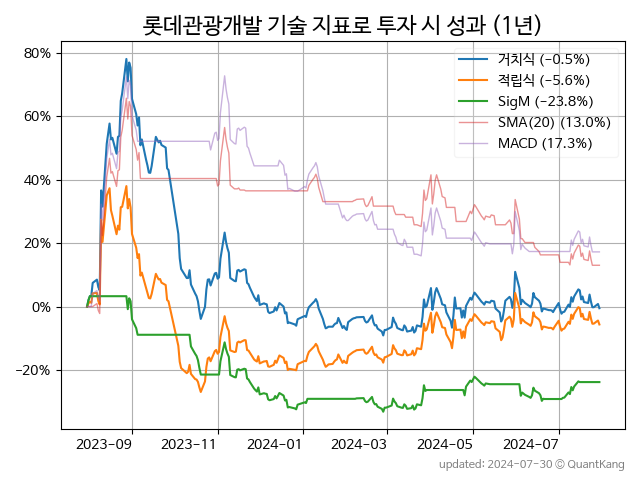 롯데관광개발 기술 지표로 투자 시 성과 (1년)
80%
60%
40%
20%
0%
−20%
거치식 (−0.5%)
적립식 (−5.6%)
SigM (−23.8%)
SMA(20) (13.0%)
MACD (17.3%)
2023-09
2023-11
2024-01
2024-03
2024-05
2024-07
updated: 2024-07-30 © QuantKang